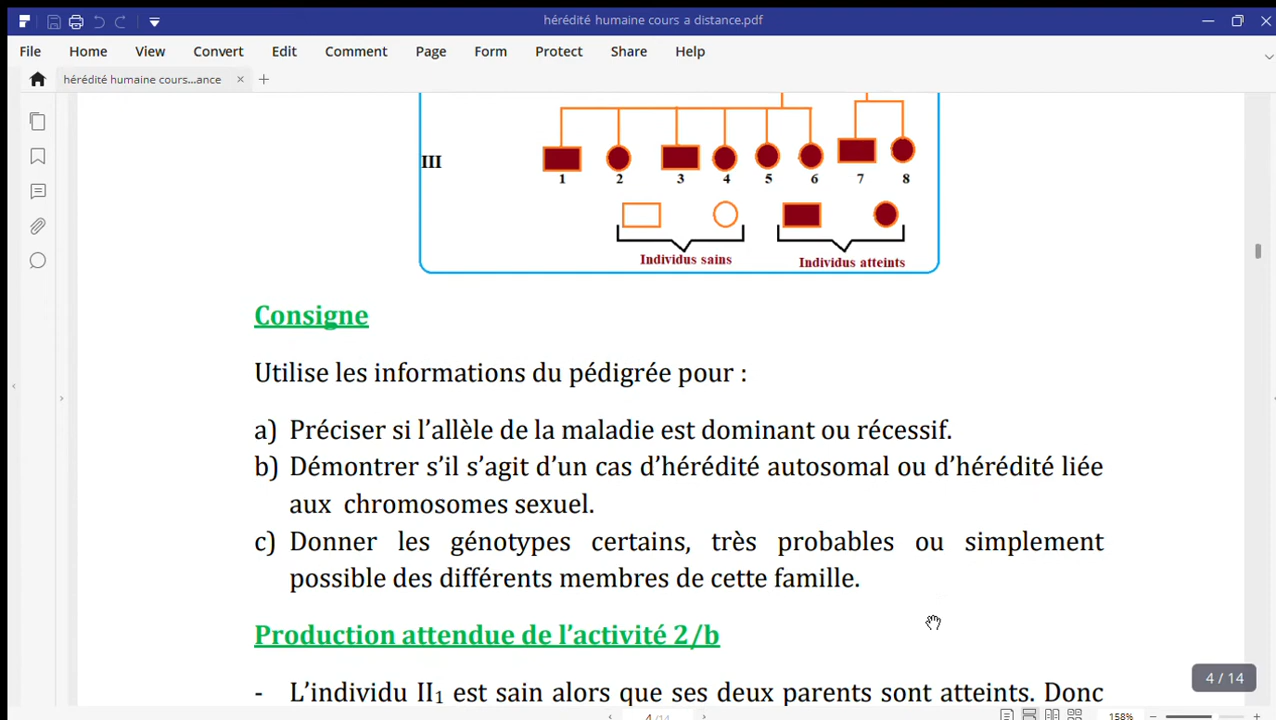 hérédité humaine cours a distance.pdf
File Home View Convert Edit Comment Page Form Protect Share Help
hérédité humaine cours...ance
III
1 2 3 4 5 6 7 8
Individus sains Individus atteints
Consigne
Utilise les informations du pédigrée pour :
a) Préciser si l’allèle de la maladie est dominant ou récessif.
b) Démontrer s’il s’agit d’un cas d’hérédité autosomal ou d’hérédité liée
aux chromosomes sexuel.
c) Donner les génotypes certains, très probables ou simplement
possible des différents membres de cette famille.
Production attendue de l’activité 2/b
- L’individu II₁ est sain alors que ses deux parents sont atteints. Donc
4 / 14
4 /14
158%